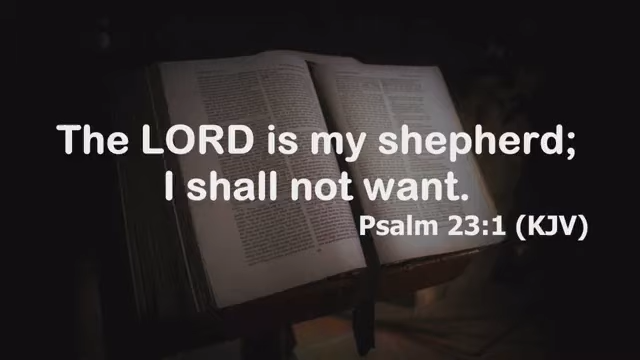 The LORD is my shepherd;
I shall not want.
Psalm 23:1 (KJV)